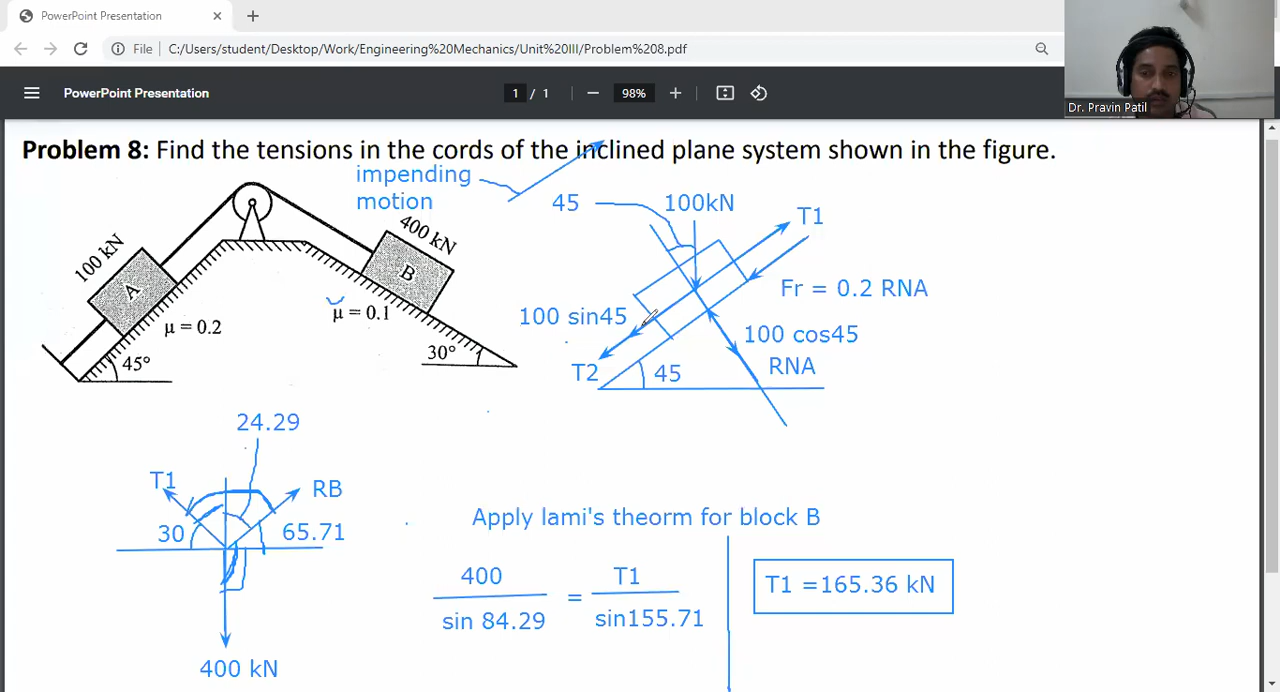 PowerPoint Presentation
File
C:/Users/student/Desktop/Work/Engineering%20Mechanics/Unit%20III/Problem%208.pdf
Dr. Pravin Patil
PowerPoint Presentation
1 / 1
98%
Problem 8: Find the tensions in the cords of the inclined plane system shown in the figure.
impending
motion
45
100kN
T1
100 kN
400 kN
A
B
μ = 0.2
μ = 0.1
45°
30°
Fr = 0.2 RNA
100 sin45
100 cos45
RNA
T2
45
24.29
T1
RB
30
65.71
400 kN
Apply lami's theorm for block B
400
sin 84.29
=
T1
sin155.71
T1 =165.36 kN